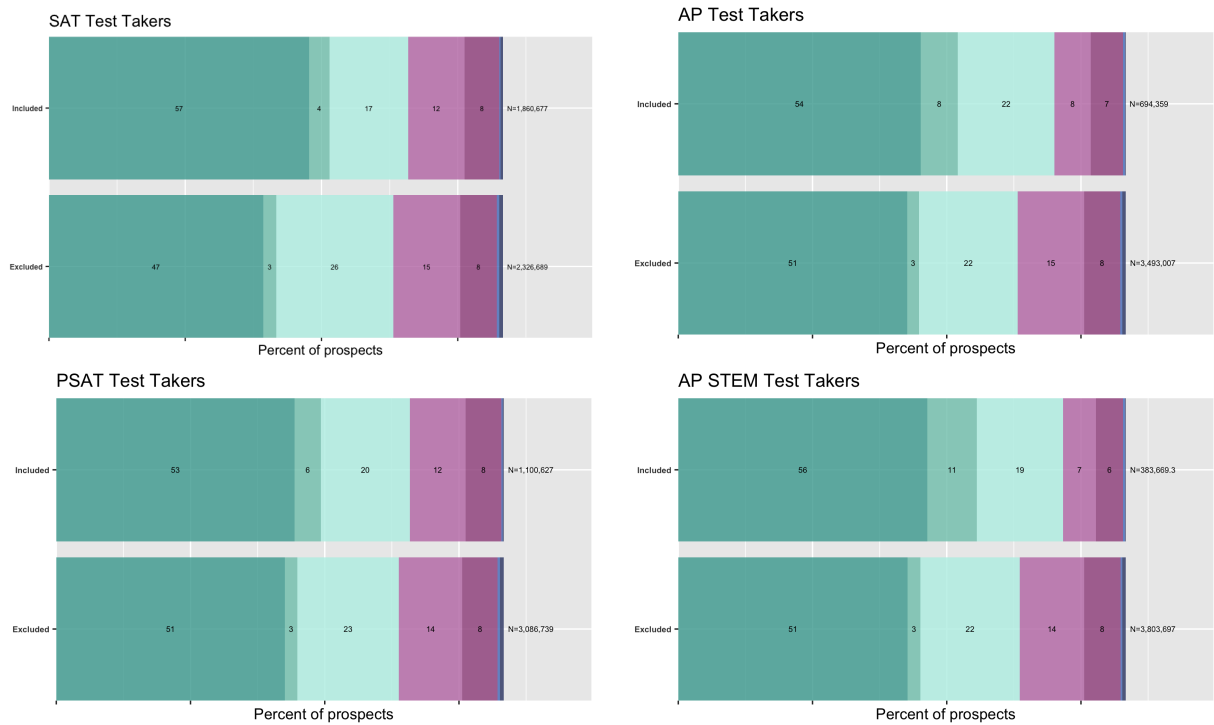 SAT Test Takers
Included 57 4 17 12 8 N=1,860,677
Excluded 47 3 26 15 8 N=2,326,689
Percent of prospects
AP Test Takers
Included 54 8 22 8 7 N=694,359
Excluded 51 3 22 15 8 N=3,493,007
Percent of prospects
PSAT Test Takers
Included 53 6 20 12 8 N=1,100,627
Excluded 51 3 23 14 8 N=3,086,739
Percent of prospects
AP STEM Test Takers
Included 56 11 19 7 6 N=383,669.3
Excluded 51 3 22 14 8 N=3,803,697
Percent of prospects